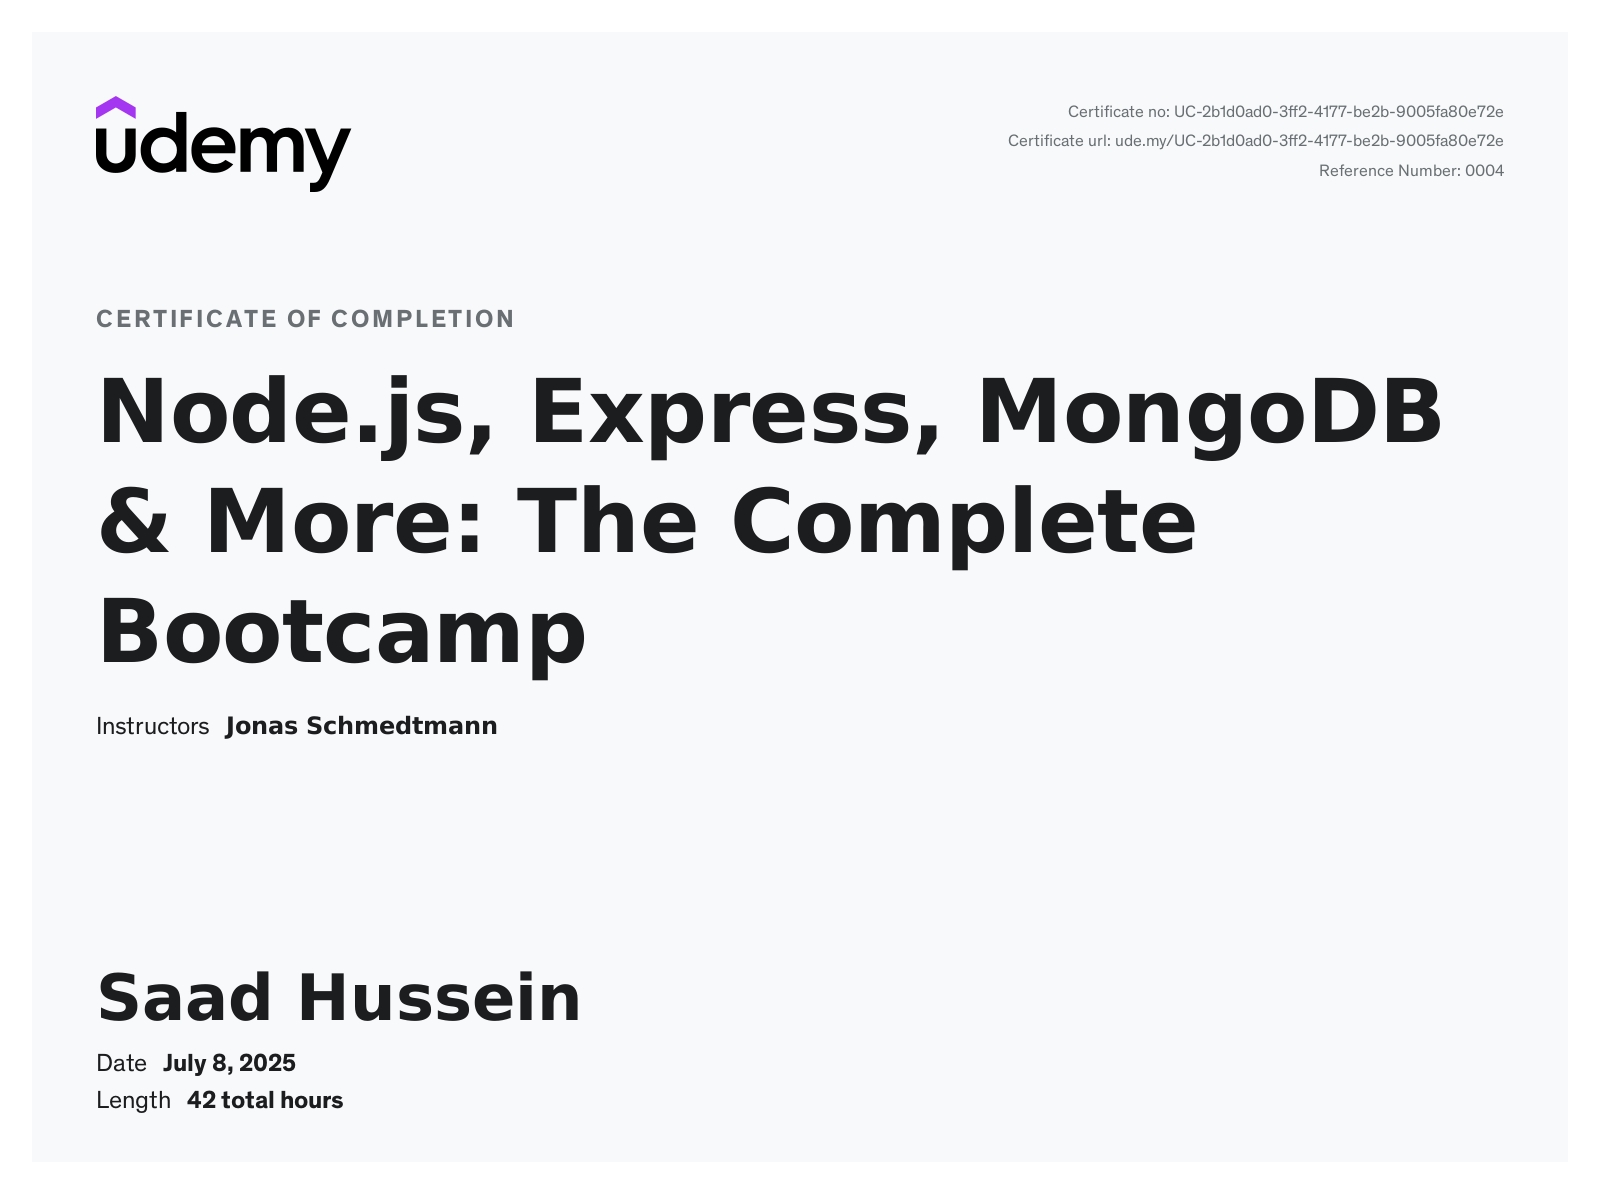 udemy
Certificate no: UC-2b1d0ad0-3ff2-4177-be2b-9005fa80e72e
Certificate url: ude.my/UC-2b1d0ad0-3ff2-4177-be2b-9005fa80e72e
Reference Number: 0004
CERTIFICATE OF COMPLETION
Node.js, Express, MongoDB
& More: The Complete
Bootcamp
Instructors Jonas Schmedtmann
Saad Hussein
Date July 8, 2025
Length 42 total hours